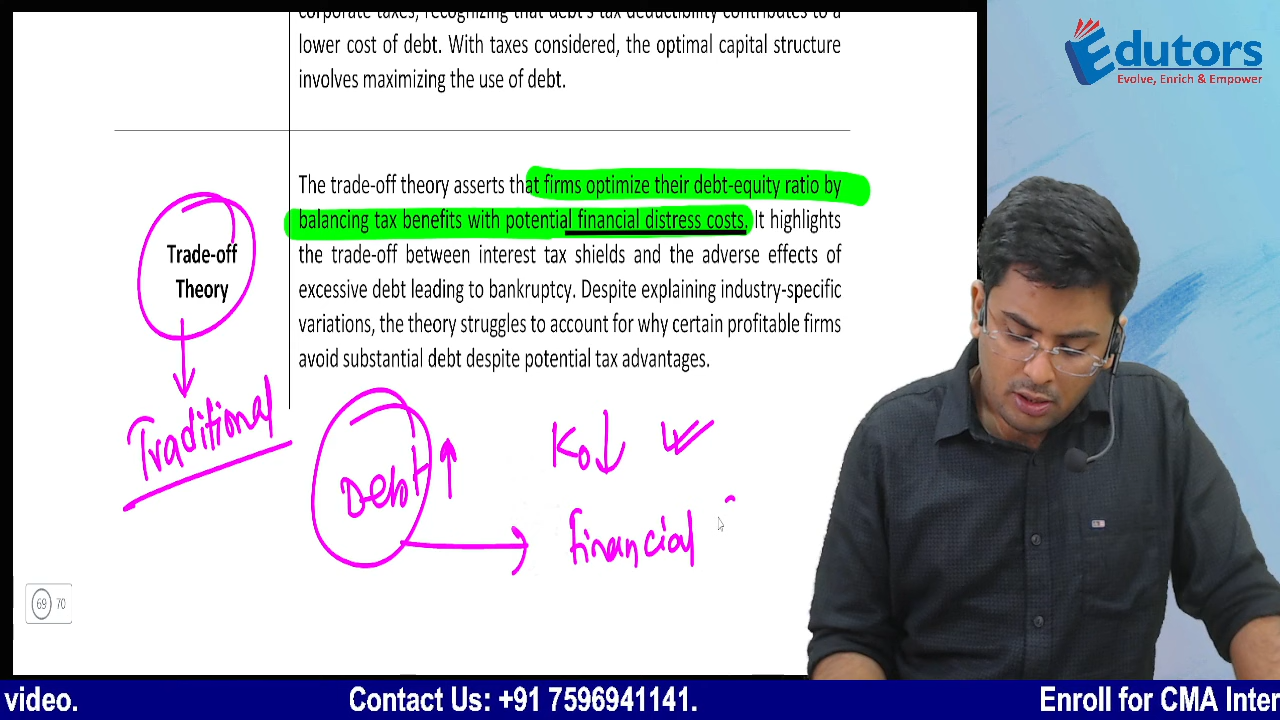 corporate taxes, recognizing that debt's tax deductibility contributes to a
lower cost of debt. With taxes considered, the optimal capital structure
involves maximizing the use of debt.
Edutors
Evolve, Enrich & Empower
Trade-off
Theory
The trade-off theory asserts that firms optimize their debt-equity ratio by
balancing tax benefits with potential financial distress costs. It highlights
the trade-off between interest tax shields and the adverse effects of
excessive debt leading to bankruptcy. Despite explaining industry-specific
variations, the theory struggles to account for why certain profitable firms
avoid substantial debt despite potential tax advantages.
Traditional
Debt ↑
Ko ↓
financial
69 70
video.
Contact Us: +91 7596941141.
Enroll for CMA Inter